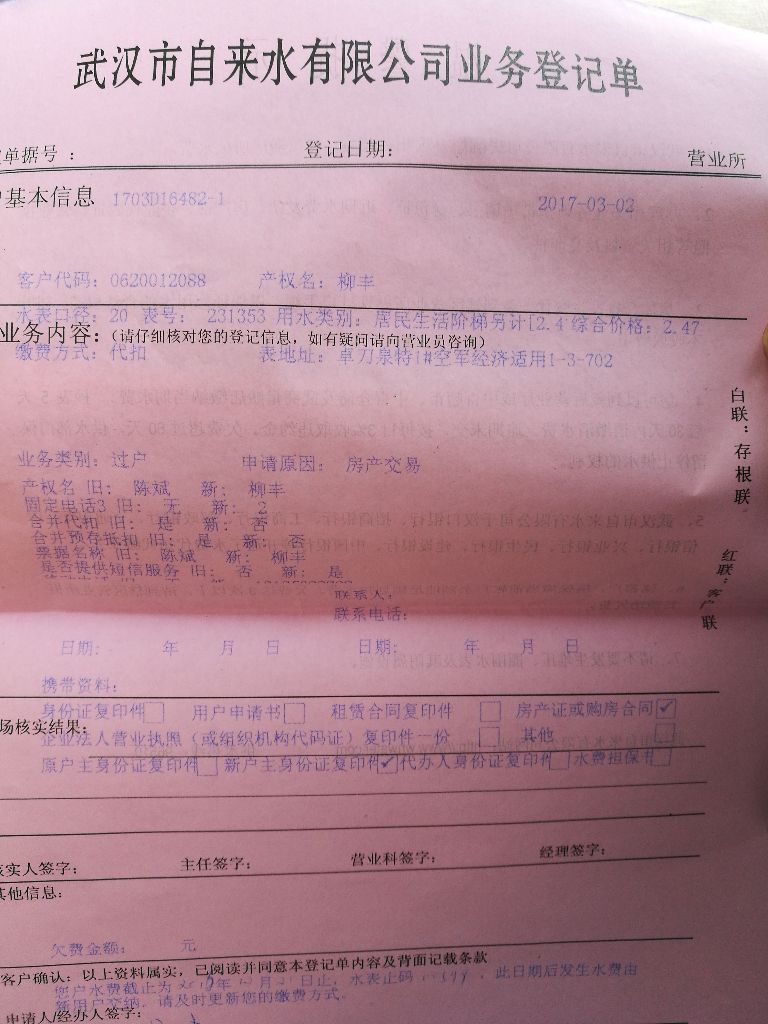 武汉市自来水有限公司业务登记单
单据号：
登记日期:
营业所
基本信息
1703D16482-1
2017-03-02
客户代码：0620012088 产权名：柳丰
水表口径：20 表号： 231353 用水类别：居民生活阶梯另计[2.4 综合价格：2.47
业务内容：(请仔细核对您的登记信息，如有疑问请向营业员咨询)
缴费方式：代扣 表地址：卓刀泉特1#空军经济适用1-3-702
白联：存根联
红联：客户联
业务类别：过户 申请原因： 房产交易
产权名 旧： 陈斌 新： 柳丰
固定电话3 旧： 无 新： 2
合并代扣 旧： 是 新： 否
合并预存抵扣 旧： 是 新： 否
票据名称 旧： 陈斌 新： 柳丰
是否提供短信服务 旧： 否 新： 是
联系人：
联系电话:
日期: 年 月 日 日期: 年 月 日
携带资料:
场核实结果:
身份证复印件 用户申请书 租赁合同复印件 房产证或购房合同 ✓
企业法人营业执照（或组织机构代码证）复印件一份 其他
原户主身份证复印件 新户主身份证复印件 ✓ 代办人身份证复印件 水费担保书
核实人签字: 主任签字: 营业科签字: 经理签字:
其他信息:
欠费金额: 元
客户确认：以上资料属实，已阅读并同意本登记单内容及背面记载条款
您户水费截止为 年 月 日止，水表止码 ，此日期后发生水费由
新用户交纳，请及时更新您的缴费方式。
申请人/经办人签字: